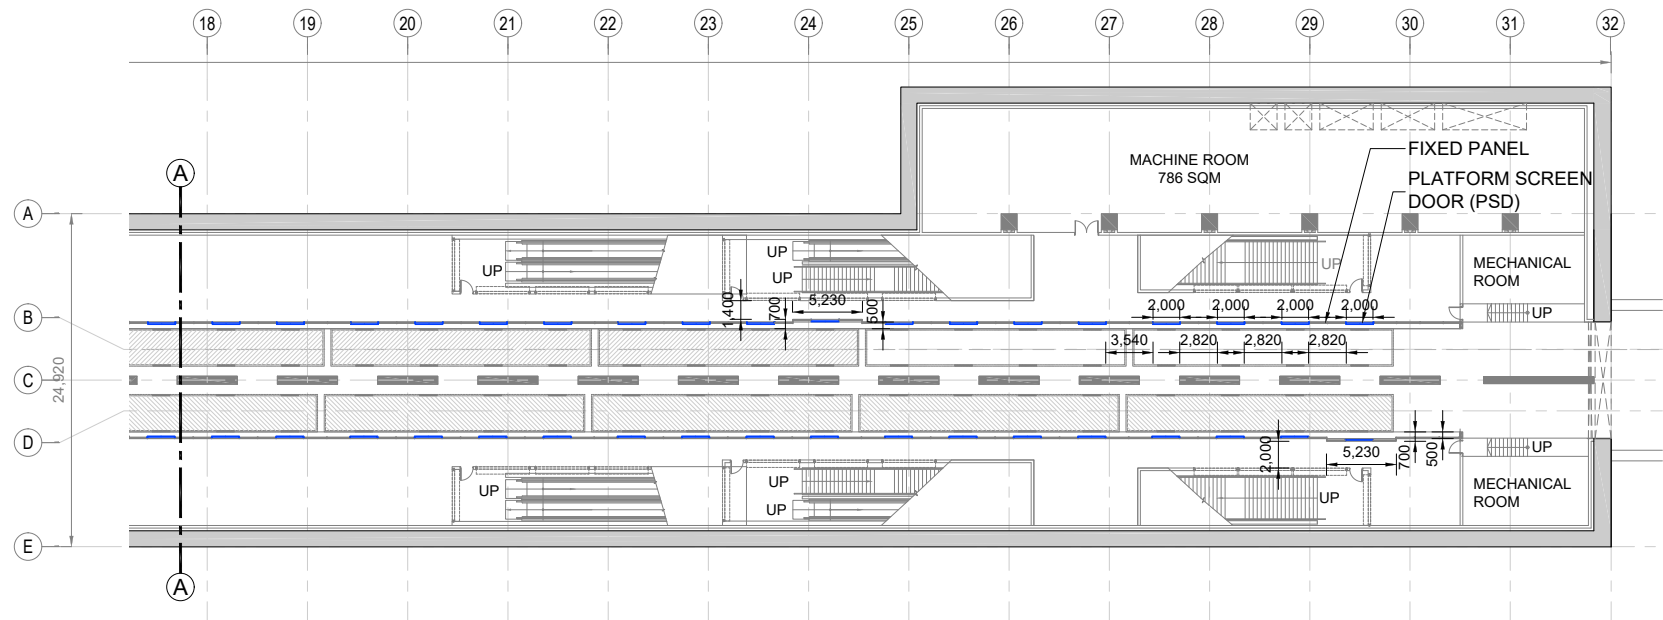 18 19 20 21 22 23 24 25 26 27 28 29 30 31 32
A
FIXED PANEL
MACHINE ROOM
786 SQM
PLATFORM SCREEN
DOOR (PSD)
A
UP
UP
UP
UP
MECHANICAL
ROOM
1,400
700
5,230
500
2,000 2,000 2,000 2,000
UP
B
3,540 2,820 2,820 2,820
24,920
C
D
2,000
5,230
700
500
UP
UP
UP
UP
MECHANICAL
ROOM
E
A